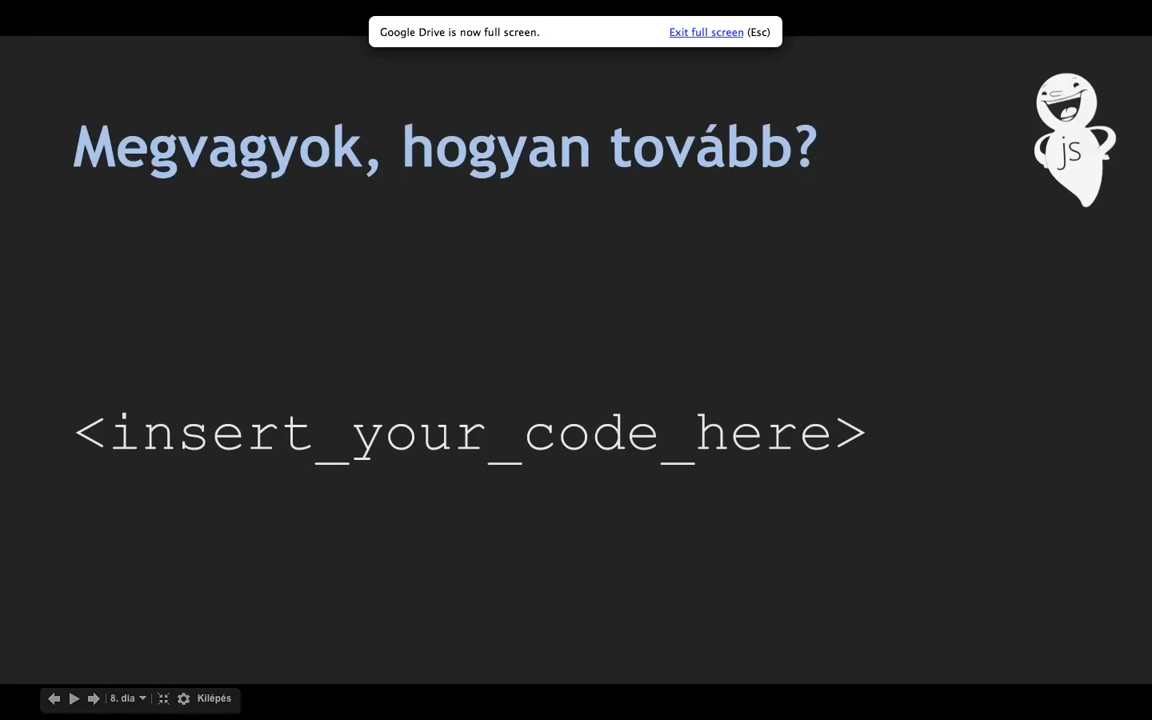 Google Drive is now full screen. Exit full screen (Esc)
Megvagyok, hogyan tovább?
js
<insert_your_code_here>
8. dia Kilépés